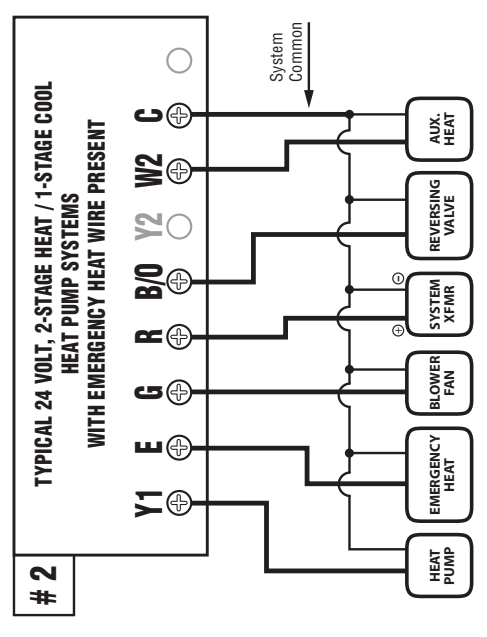 # 2
TYPICAL 24 VOLT, 2-STAGE HEAT / 1-STAGE COOL
HEAT PUMP SYSTEMS
WITH EMERGENCY HEAT WIRE PRESENT
Y1 E G R B/O Y2 W2 C
System
Common
HEAT
PUMP
EMERGENCY
HEAT
BLOWER
FAN
+ SYSTEM -
XFMR
REVERSING
VALVE
AUX.
HEAT